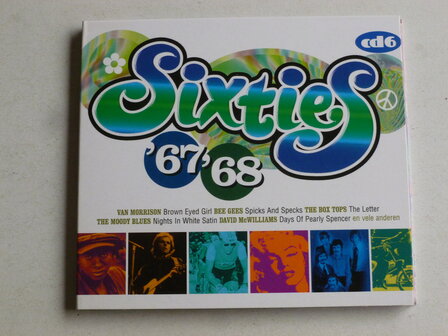 cd6
Sixties
'67,'68
VAN MORRISON Brown Eyed Girl BEE GEES Spicks And Specks THE BOX TOPS The Letter
THE MOODY BLUES Nights In White Satin DAVID McWILLIAMS Days Of Pearly Spencer en vele anderen